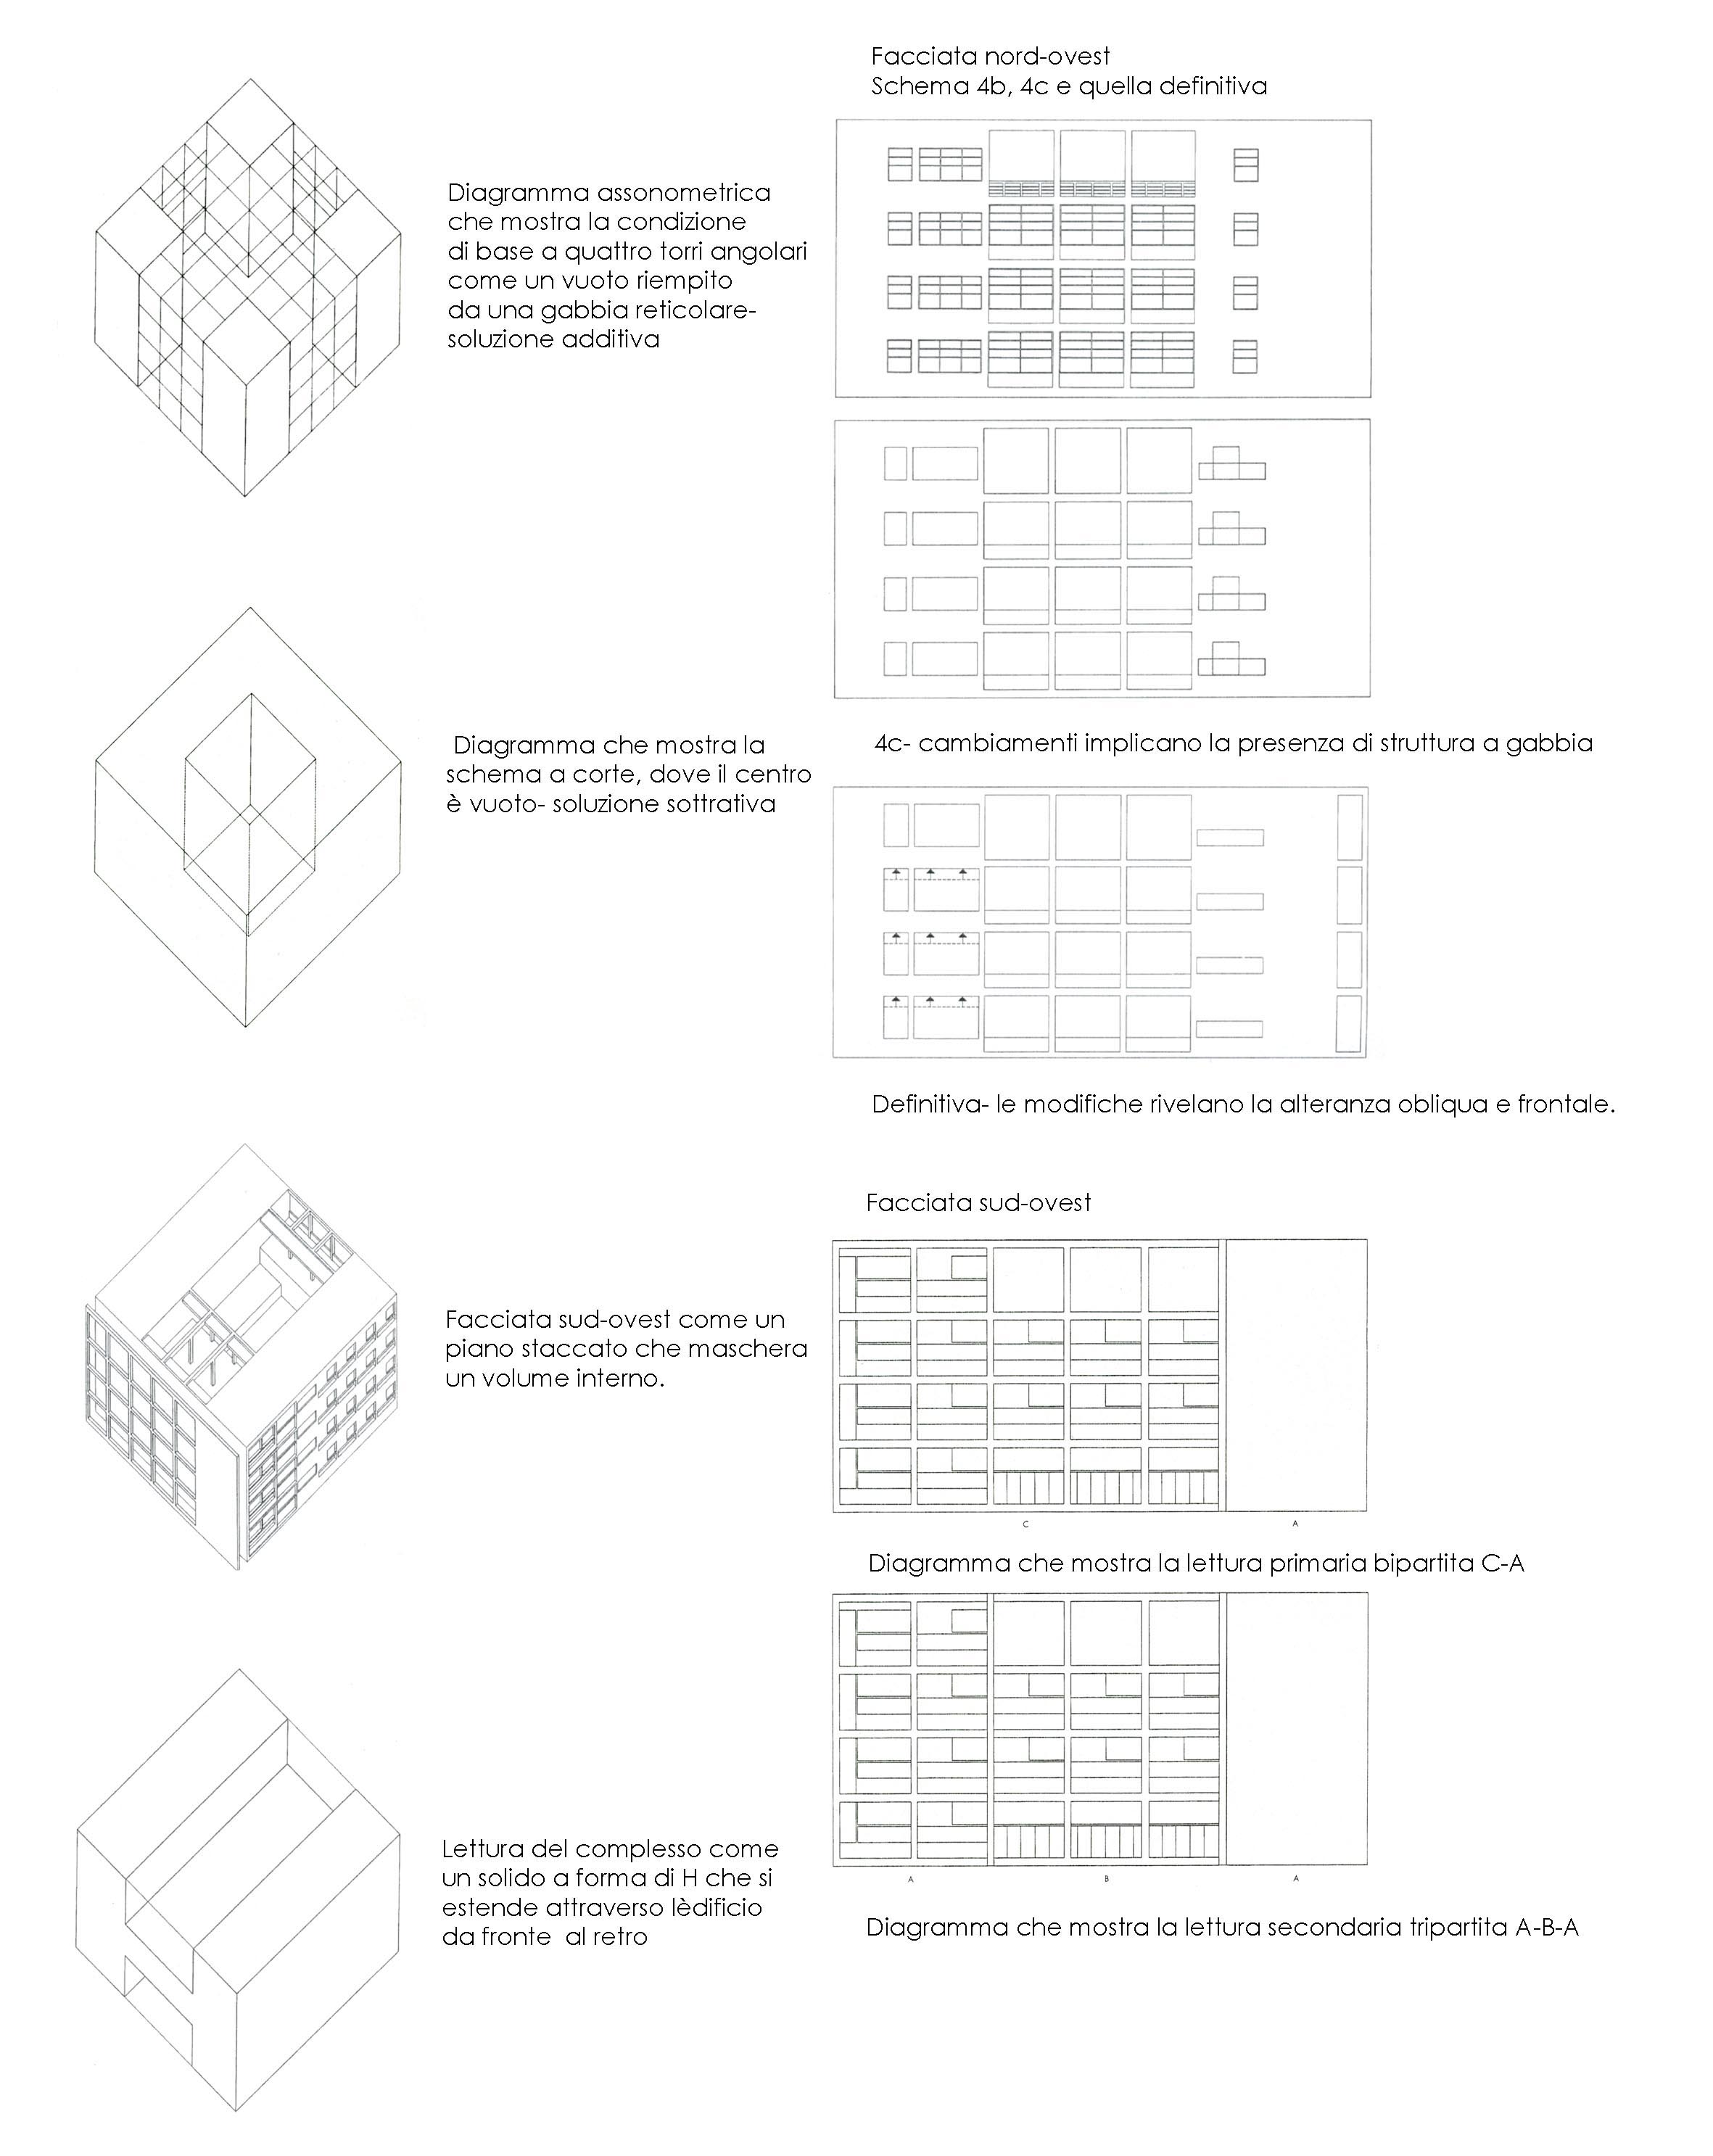 Facciata nord-ovest
Schema 4b, 4c e quella definitiva
Diagramma assonometrica
che mostra la condizione
di base a quattro torri angolari
come un vuoto riempito
da una gabbia reticolare-
soluzione additiva
Diagramma che mostra la
schema a corte, dove il centro
è vuoto- soluzione sottrativa
4c- cambiamenti implicano la presenza di struttura a gabbia
Definitiva- le modifiche rivelano la alteranza obliqua e frontale.
Facciata sud-ovest
Facciata sud-ovest come un
piano staccato che maschera
un volume interno.
C A
Diagramma che mostra la lettura primaria bipartita C-A
Lettura del complesso come
un solido a forma di H che si
estende attraverso lèdificio
da fronte al retro
A B A
Diagramma che mostra la lettura secondaria tripartita A-B-A